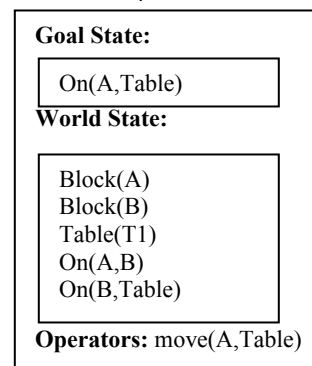 Goal State:
On(A,Table)
World State:
Block(A)
Block(B)
Table(T1)
On(A,B)
On(B,Table)
Operators: move(A,Table)